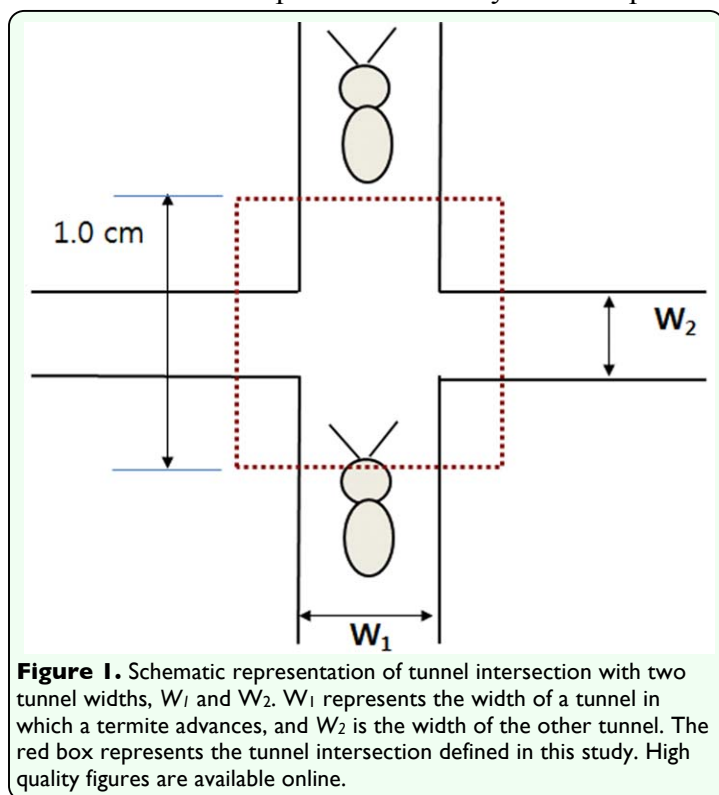 1.0 cm
W₂
W₁
Figure 1. Schematic representation of tunnel intersection with two
tunnel widths, W₁ and W₂. W₁ represents the width of a tunnel in
which a termite advances, and W₂ is the width of the other tunnel. The
red box represents the tunnel intersection defined in this study. High
quality figures are available online.